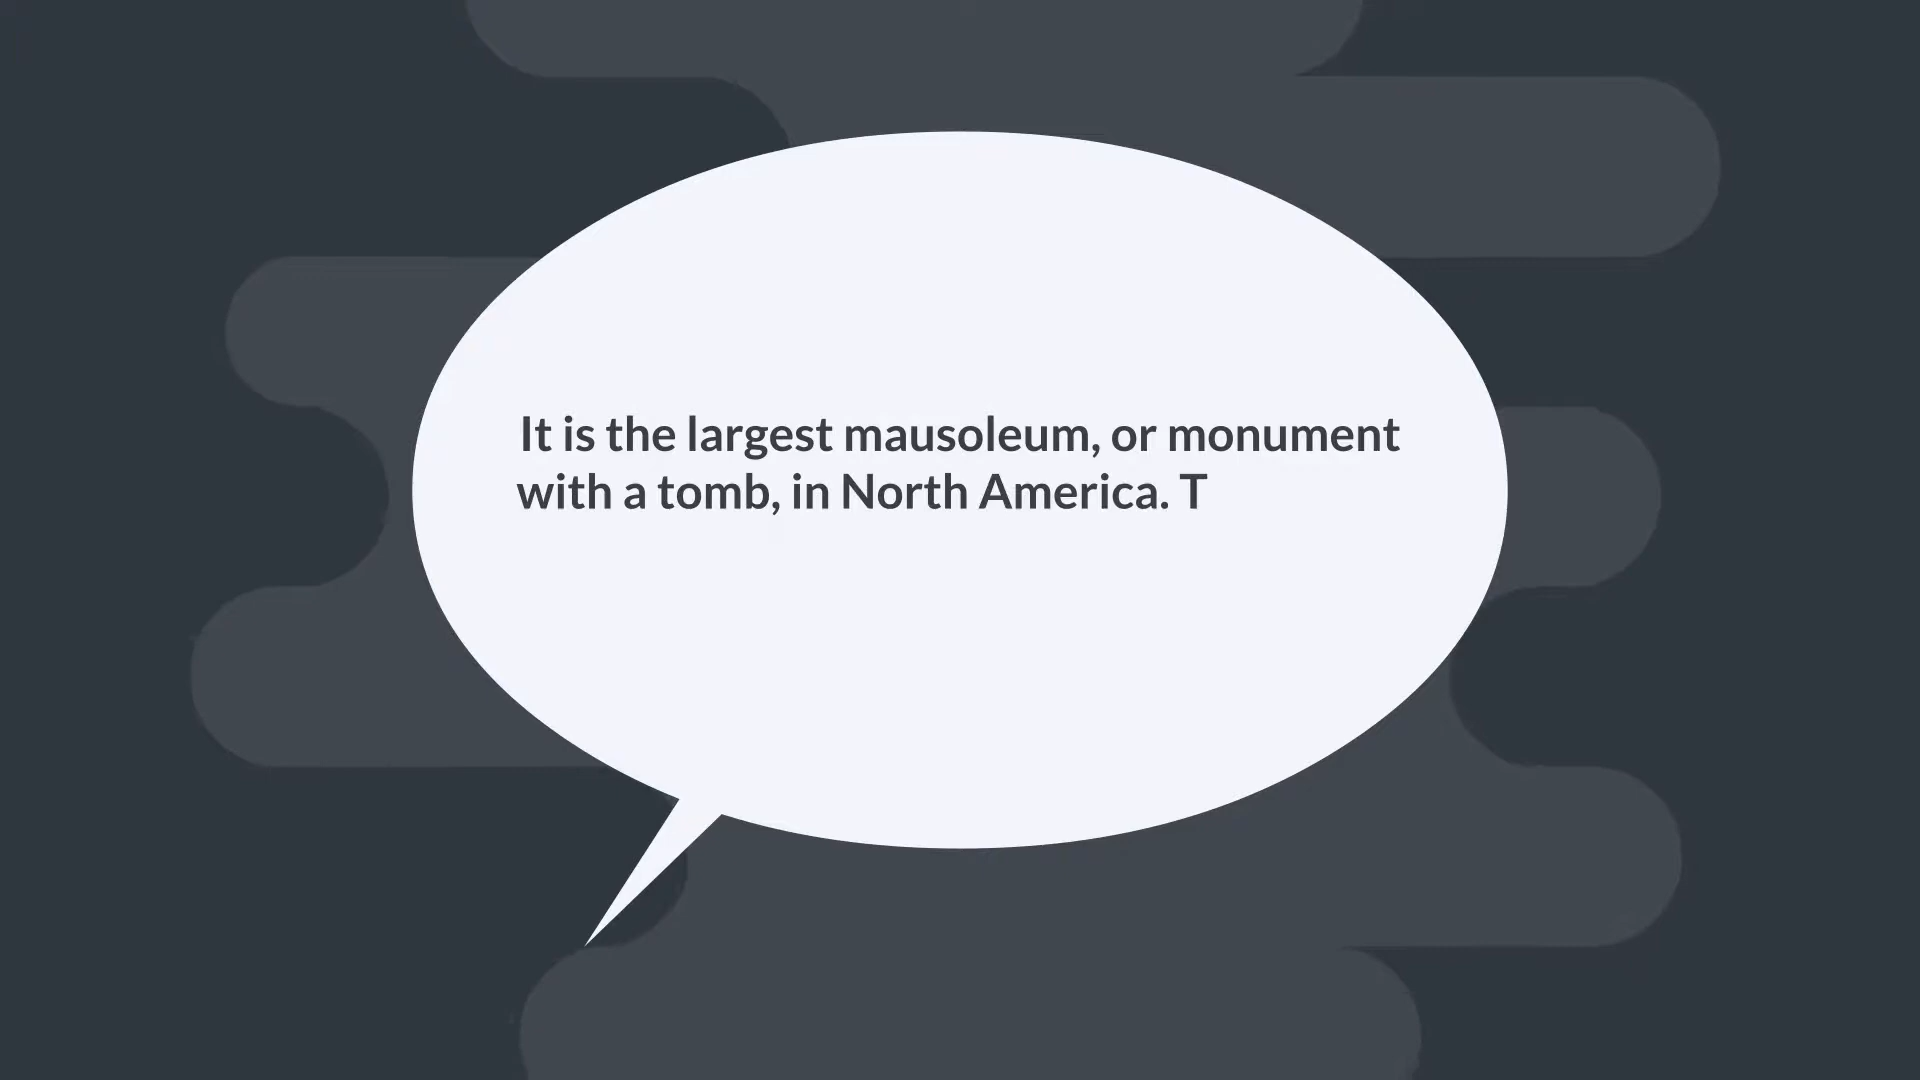 It is the largest mausoleum, or monument
with a tomb, in North America. T